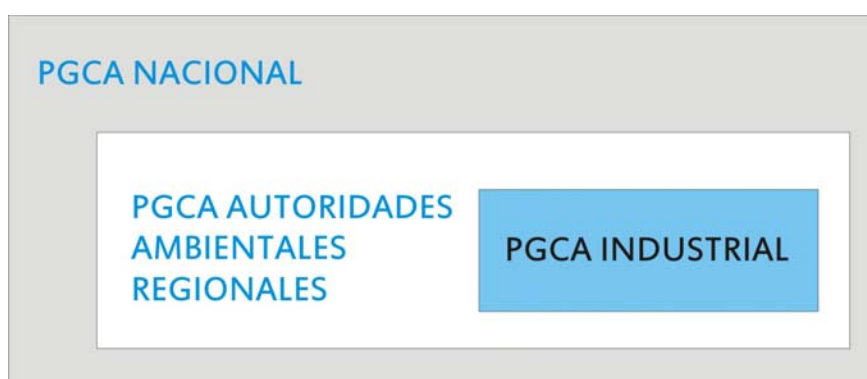 PGCA NACIONAL
PGCA AUTORIDADES
AMBIENTALES
REGIONALES
PGCA INDUSTRIAL